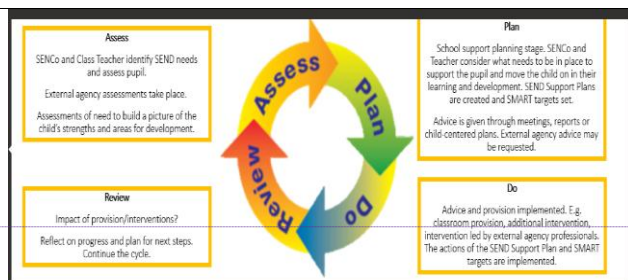 Assess
SENCo and Class Teacher identify SEND needs
and assess pupil.
External agency assessments take place.
Assessments of need to build a picture of the
child's strengths and areas for development.
Plan
School support planning stage. SENCo and
Teacher consider what needs to be in place to
support the pupil and move the child on in their
learning and development. SEND Support Plans
are created and SMART targets set.
Advice is given through meetings, reports or
child-centered plans. External agency advice may
be requested.
Assess
Plan
Do
Review
Review
Impact of provision/interventions?
Reflect on progress and plan for next steps.
Continue the cycle.
Do
Advice and provision implemented. E.g.
classroom provision, additional intervention,
intervention led by external agency professionals.
The actions of the SEND Support Plan and SMART
targets are implemented.